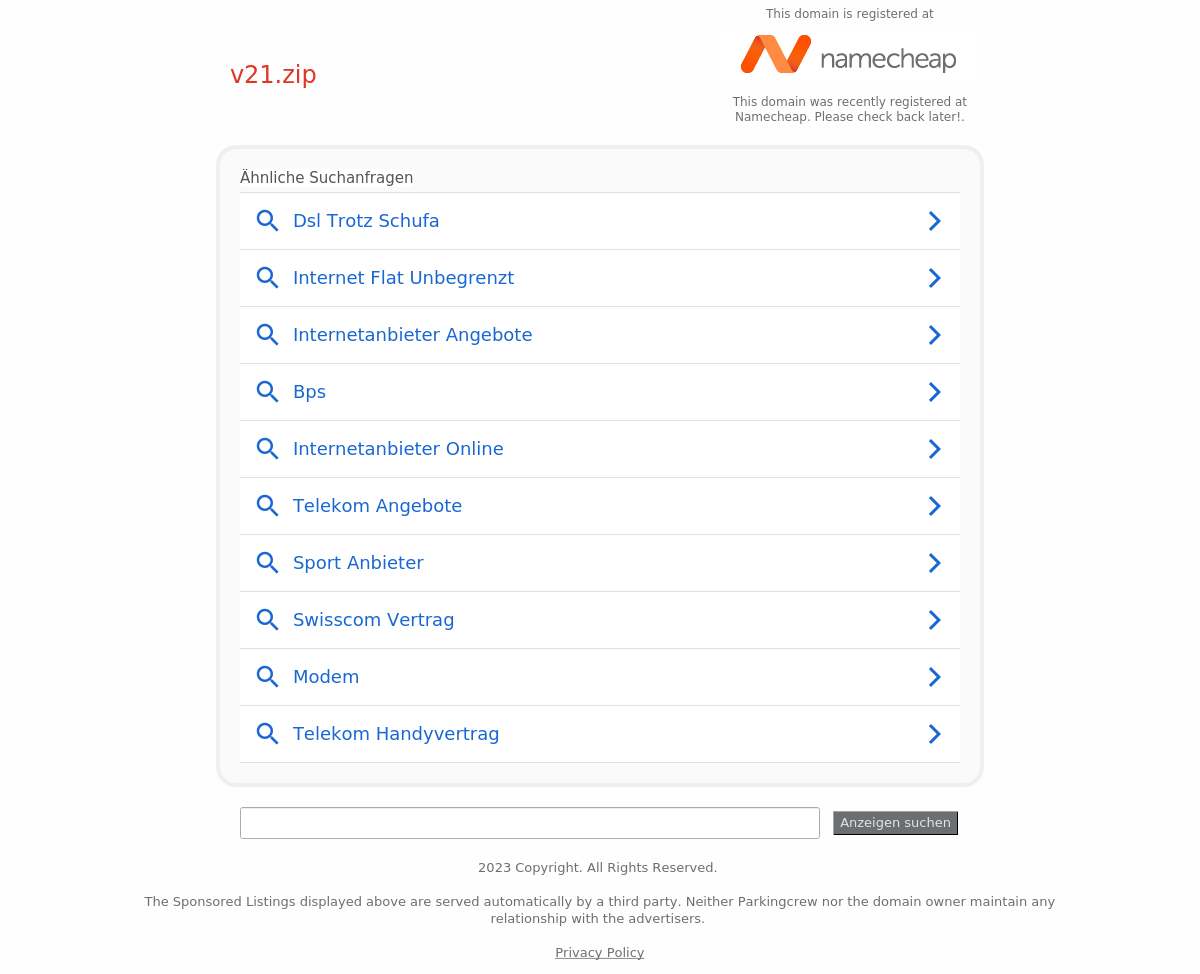 This domain is registered at
namecheap
v21.zip
This domain was recently registered at
Namecheap. Please check back later!.
Ähnliche Suchanfragen
Dsl Trotz Schufa
Internet Flat Unbegrenzt
Internetanbieter Angebote
Bps
Internetanbieter Online
Telekom Angebote
Sport Anbieter
Swisscom Vertrag
Modem
Telekom Handyvertrag
Anzeigen suchen
2023 Copyright. All Rights Reserved.
The Sponsored Listings displayed above are served automatically by a third party. Neither Parkingcrew nor the domain owner maintain any
relationship with the advertisers.
Privacy Policy